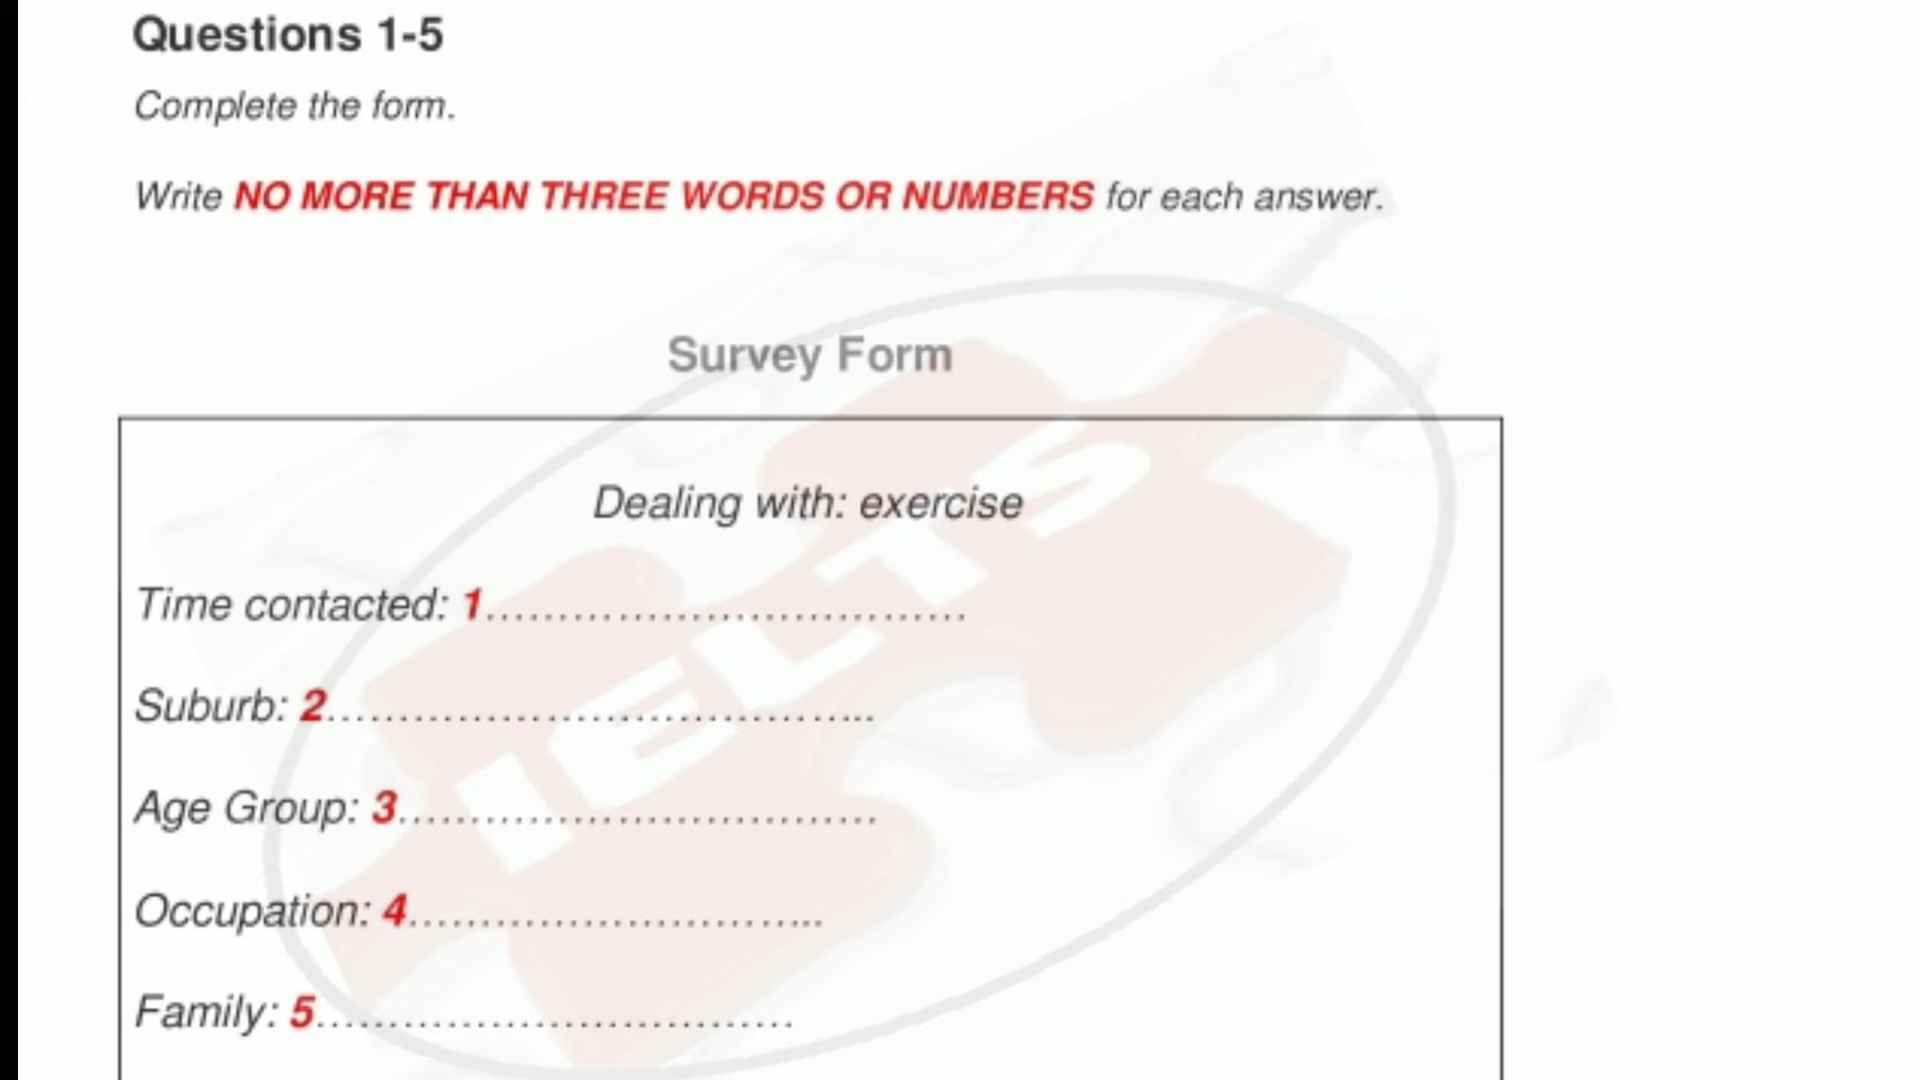 Questions 1-5
Complete the form.
Write NO MORE THAN THREE WORDS OR NUMBERS for each answer.
Survey Form
Dealing with: exercise
Time contacted: 1.................................
Suburb: 2......................................
Age Group: 3.................................
Occupation: 4.............................
Family: 5.................................
IELTS